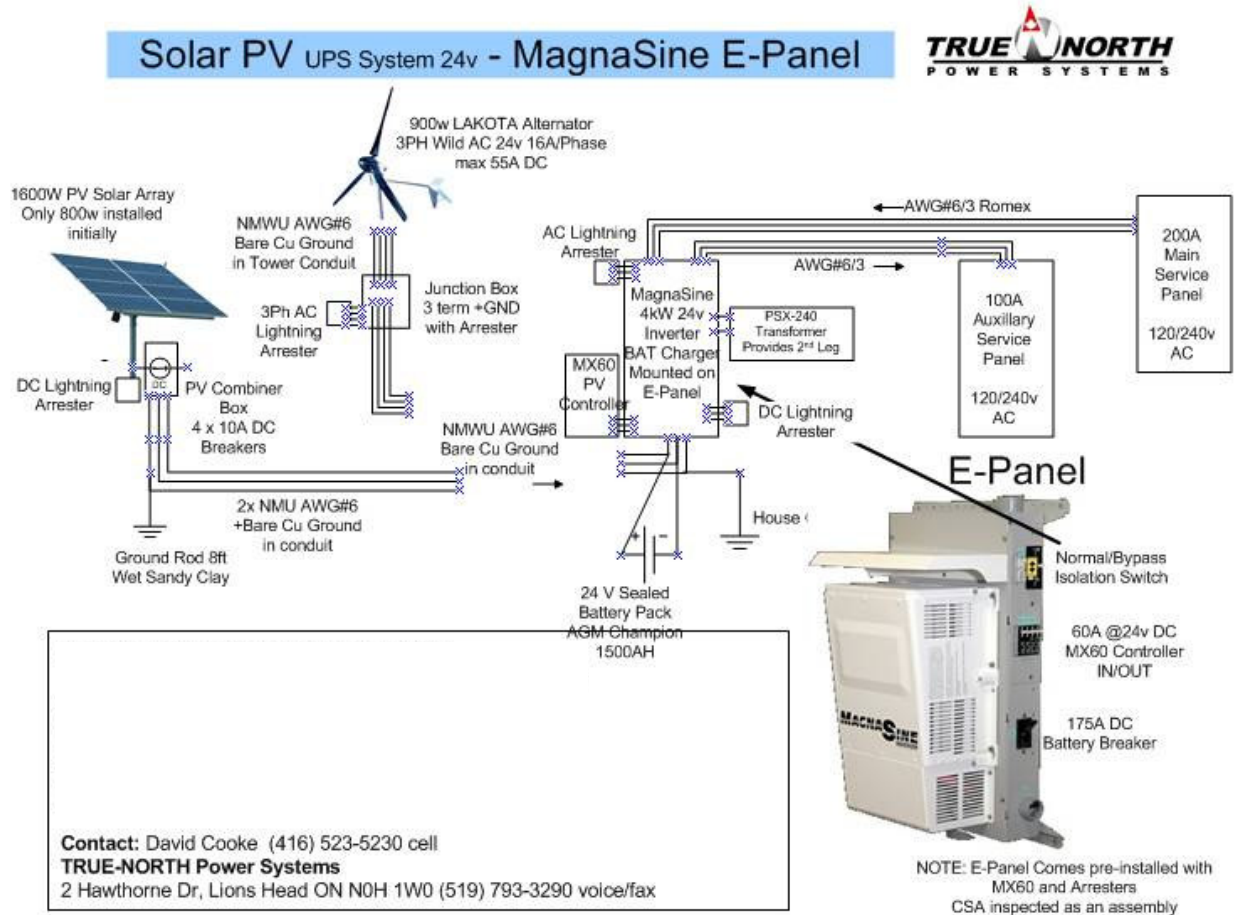 Solar PV UPS System 24v - MagnaSine E-Panel
TRUE NORTH
POWER SYSTEMS
900w LAKOTA Alternator
3PH Wild AC 24v 16A/Phase
max 55A DC
1600W PV Solar Array
Only 800w installed
initially
NMWU AWG#6
Bare Cu Ground
in Tower Conduit
Junction Box
3 term +GND
with Arrester
3Ph AC
Lightning
Arrester
-
DC
DC Lightning
Arrester
PV Combiner
Box
4 x 10A DC
Breakers
2x NMU AWG#6
+Bare Cu Ground
in conduit
Ground Rod 8ft
Wet Sandy Clay
NMWU AWG#6
Bare Cu Ground
in conduit
AC Lightning
Arrester
MagnaSine
4kW 24v
Inverter
BAT Charger
Mounted on
E-Panel
MX60
PV
Controller
PSX-240
Transformer
Provides 2nd Leg
DC Lightning
Arrester
AWG#6/3 Romex
AWG#6/3
100A
Auxillary
Service
Panel
120/240v
AC
200A
Main
Service
Panel
120/240v
AC
House
+ -
24 V Sealed
Battery Pack
AGM Champion
1500AH
E-Panel
Normal/Bypass
Isolation Switch
60A @24v DC
MX60 Controller
IN/OUT
175A DC
Battery Breaker
MAGNASINE
NOTE: E-Panel Comes pre-installed with
MX60 and Arresters
CSA inspected as an assembly
Contact: David Cooke (416) 523-5230 cell
TRUE-NORTH Power Systems
2 Hawthorne Dr, Lions Head ON N0H 1W0 (519) 793-3290 voice/fax